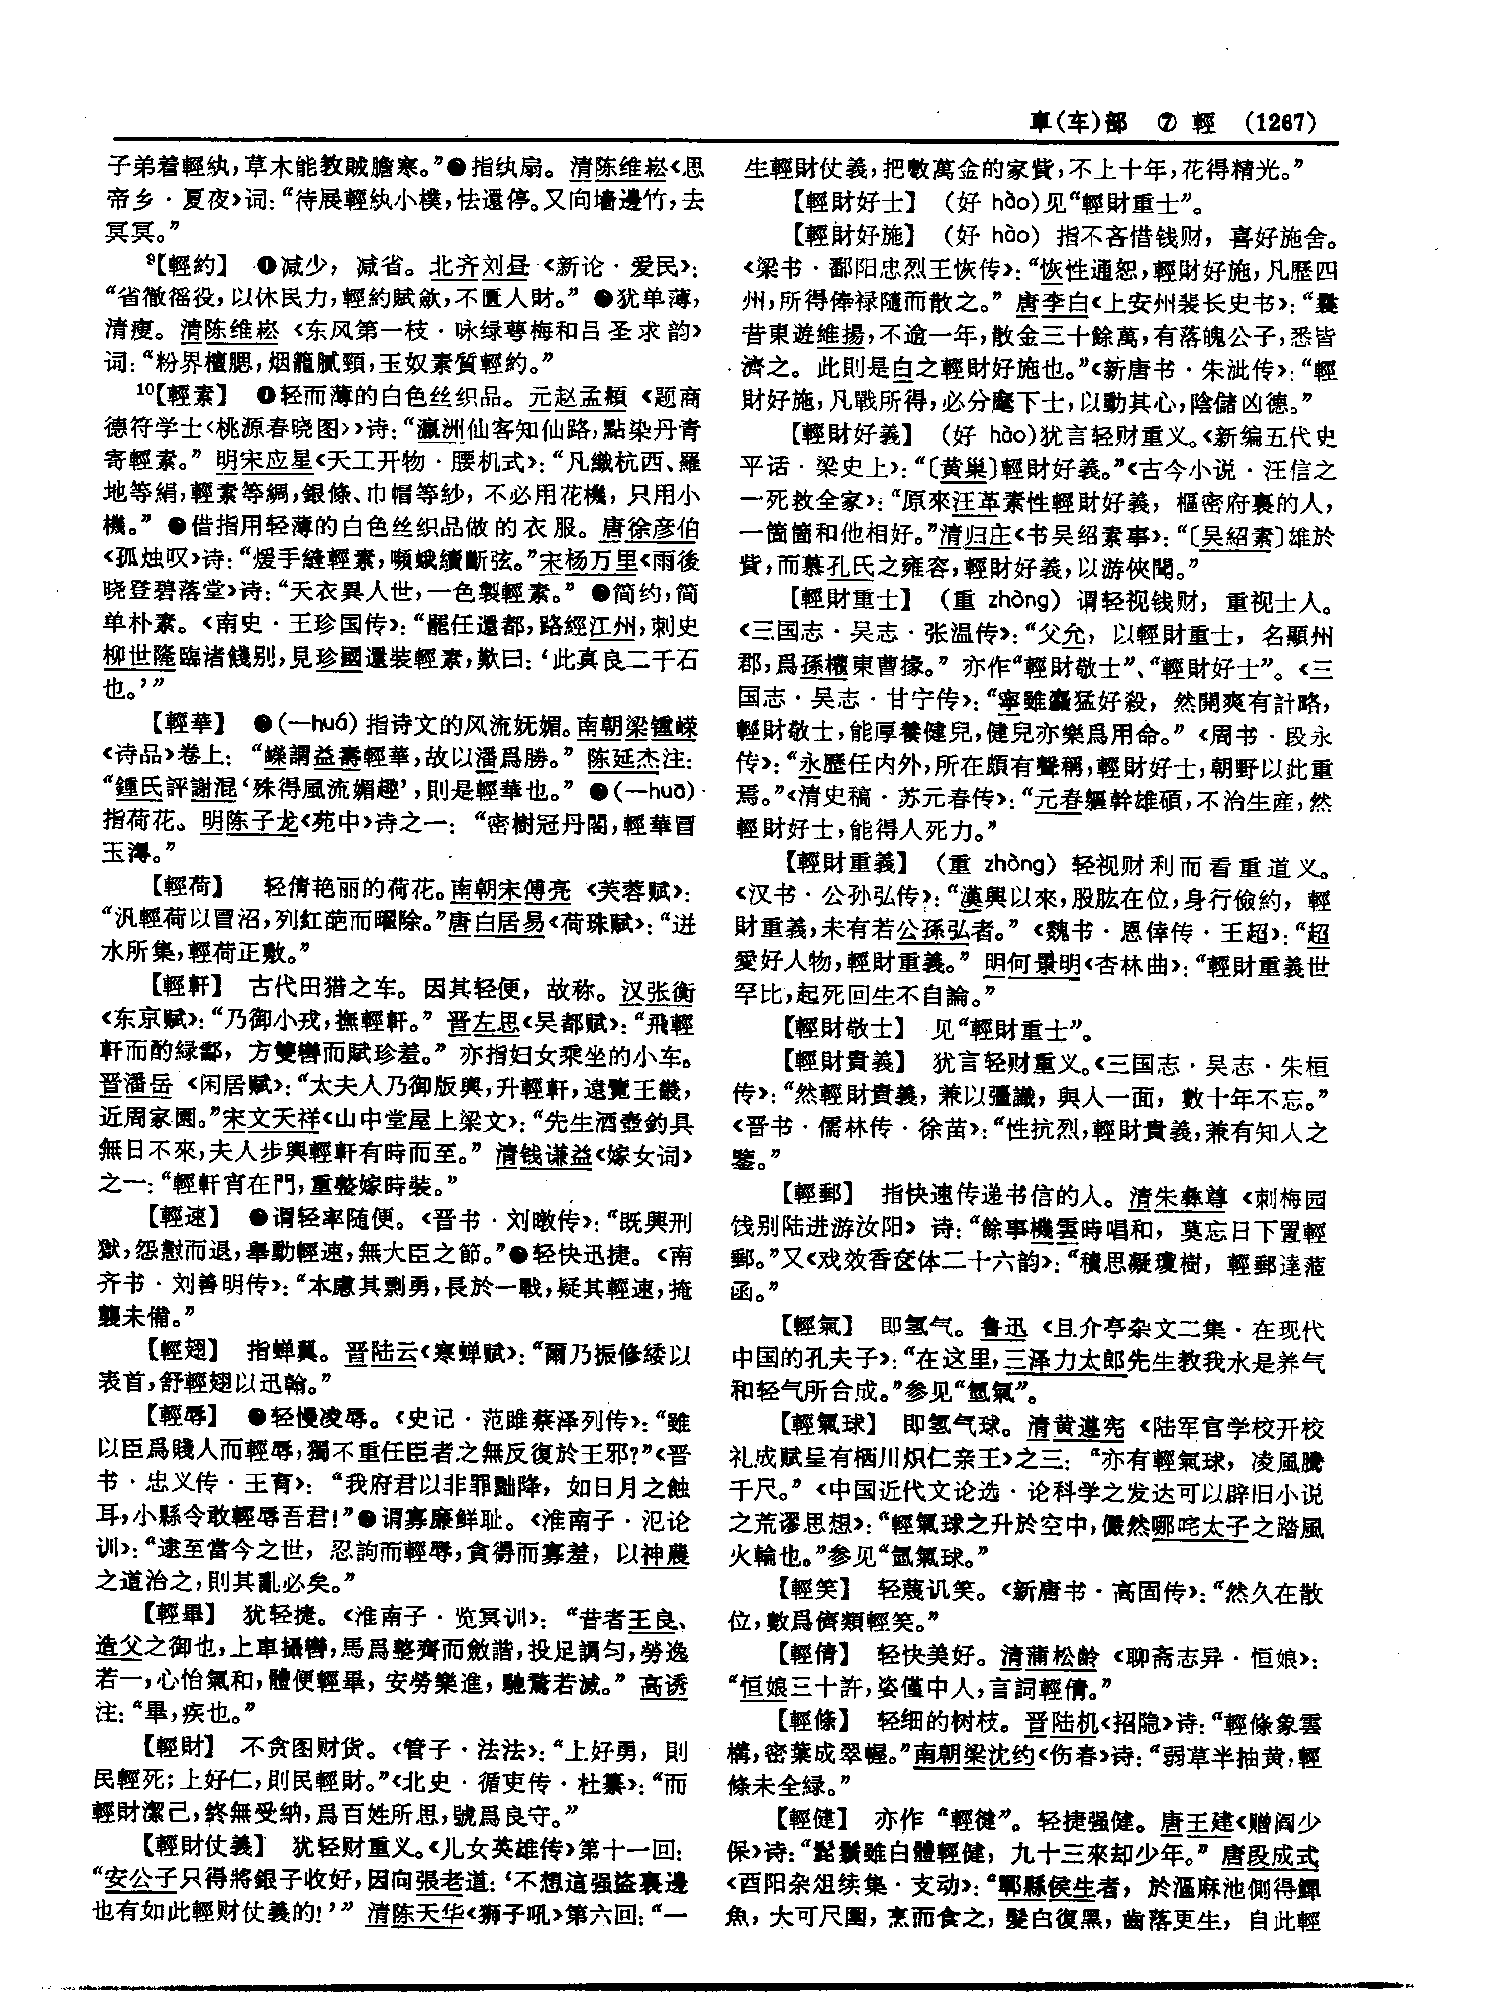 車(车)部 ⑦ 輕 (1267)
子弟着輕紈,草木能教賊膽寒。”❷指纨扇。清陈维崧《思
帝乡·夏夜》词:“待展輕紈小樸,怯還停。又向墙邊竹,去
冥冥。”
9【輕約】 ❶减少,减省。北齐刘昼《新论·爱民》:
“省徹徭役,以休民力,輕約賦斂,不匱人財。” ❷犹单薄,
清瘦。清陈维崧《东风第一枝·咏绿萼梅和吕圣求韵》
词:“粉界檀腮,烟籠膩頸,玉奴素質輕約。”
10【輕素】 ❶轻而薄的白色丝织品。元赵孟頫《题商
德符学士〈桃源春晓图〉》诗:“瀛洲仙客知仙路,點染丹青
寄輕素。” 明宋应星《天工开物·腰机式》:“凡織杭西、羅
地等絹,輕素等綢,銀條、巾帽等紗,不必用花機,只用小
機。” ❷借指用轻薄的白色丝织品做的衣服。唐徐彦伯
《孤烛叹》诗:“煖手縫輕素,嚬蛾續斷弦。”宋杨万里《雨後
晓登碧落堂》诗:“天衣異人世,一色製輕素。” ❸简约,简
单朴素。《南史·王珍国传》:“罷任還都,路經江州,刺史
柳世隆臨渚餞别,見珍國還裝輕素,歎曰:‘此真良二千石
也。’”
【輕華】 ❶(—huá)指诗文的风流妩媚。南朝梁锺嵘
《诗品》卷上: “嶸謂益壽輕華,故以潘爲勝。” 陈延杰注:
“鍾氏評謝混‘殊得風流媚趣’,則是輕華也。” ❷(—huā)
指荷花。明陈子龙《苑中》诗之一: “密樹冠丹閣,輕華冒
玉潯。”
【輕荷】 轻倩艳丽的荷花。南朝宋傅亮《芙蓉赋》:
“汎輕荷以冒沼,列紅葩而曜除。”唐白居易《荷珠赋》:“迸
水所集,輕荷正敷。”
【輕軒】 古代田猎之车。因其轻便,故称。汉张衡
《东京赋》:“乃御小戎,撫輕軒。” 晋左思《吴都赋》:“飛輕
軒而酌緑酃,方雙轡而賦珍羞。” 亦指妇女乘坐的小车。
晋潘岳《闲居赋》:“太夫人乃御版輿,升輕軒,遠覽王畿,
近周家園。”宋文天祥《山中堂屋上梁文》:“先生酒壺釣具
無日不來,夫人步輿輕軒有時而至。” 清钱谦益《嫁女词》
之一:“輕軒宵在門,重整嫁時裝。”
【輕速】 ❶谓轻率随便。《晋书·刘暾传》:“既興刑
獄,怨懟而退,舉動輕速,無大臣之節。”❷轻快迅捷。《南
齐书·刘善明传》:“本慮其剽勇,長於一戰,疑其輕速,掩
襲未備。”
【輕翅】 指蝉翼。晋陆云《寒蝉赋》:“爾乃振修緌以
表首,舒輕翅以迅翰。”
【輕辱】 ❶轻慢凌辱。《史记·范雎蔡泽列传》:“雖
以臣爲賤人而輕辱,獨不重任臣者之無反復於王邪?”《晋
书·忠义传·王育》: “我府君以非罪黜降,如日月之蝕
耳,小縣令敢輕辱吾君!”❷谓寡廉鲜耻。《淮南子·氾论
训》:“逮至當今之世,忍訽而輕辱,貪得而寡羞,以神農
之道治之,則其亂必矣。”
【輕畢】 犹轻捷。《淮南子·览冥训》: “昔者王良、
造父之御也,上車攝轡,馬爲整齊而斂諧,投足調勻,勞逸
若一,心怡氣和,體便輕畢,安勞樂進,馳騖若滅。” 高诱
注:“畢,疾也。”
【輕財】 不贪图财货。《管子·法法》:“上好勇,則
民輕死;上好仁,則民輕財。”《北史·循吏传·杜纂》:“而
輕財潔己,終無受納,爲百姓所思,號爲良守。”
【輕財仗義】 犹轻财重义。《儿女英雄传》第十一回:
“安公子只得將銀子收好,因向張老道:‘不想這强盗裏邊
也有如此輕财仗義的!’” 清陈天华《狮子吼》第六回:“一
生輕財仗義,把數萬金的家貲,不上十年,花得精光。”
【輕財好士】 (好 hào)见“輕財重士”。
【輕財好施】 (好 hào) 指不吝惜钱财,喜好施舍。
《梁书·鄱阳忠烈王恢传》:“恢性通恕,輕財好施,凡歷四
州,所得俸禄隨而散之。” 唐李白《上安州裴长史书》:“曩
昔東遊維揚,不逾一年,散金三十餘萬,有落魄公子,悉皆
濟之。此則是白之輕財好施也。”《新唐书·朱泚传》:“輕
財好施,凡戰所得,必分麾下士,以動其心,陰儲凶德。”
【輕財好義】 (好 hào)犹言轻财重义。《新编五代史
平话·梁史上》:“〔黄巢〕輕財好義。”《古今小说·汪信之
一死救全家》:“原來汪革素性輕財好義,樞密府裏的人,
一箇箇和他相好。”清归庄《书吴绍素事》:“〔吴紹素〕雄於
貲,而慕孔氏之雍容,輕財好義,以游俠聞。”
【輕財重士】 (重 zhòng) 谓轻视钱财,重视士人。
《三国志·吴志·张温传》:“父允,以輕財重士,名顯州
郡,爲孫權東曹掾。” 亦作“輕財敬士”、“輕財好士”。《三
国志·吴志·甘宁传》:“寧雖麤猛好殺,然開爽有計略,
輕財敬士,能厚養健兒,健兒亦樂爲用命。” 《周书·段永
传》:“永歷任内外,所在頗有聲稱,輕財好士,朝野以此重
焉。”《清史稿·苏元春传》:“元春軀幹雄碩,不治生産,然
輕財好士,能得人死力。”
【輕財重義】 (重 zhòng) 轻视财利而看重道义。
《汉书·公孙弘传》:“漢興以來,股肱在位,身行儉約,輕
財重義,未有若公孫弘者。” 《魏书·恩倖传·王超》:“超
愛好人物,輕財重義。” 明何景明《杏林曲》:“輕財重義世
罕比,起死回生不自論。”
【輕財敬士】 见“輕財重士”。
【輕財貴義】 犹言轻财重义。《三国志·吴志·朱桓
传》:“然輕財貴義,兼以彊識,與人一面,數十年不忘。”
《晋书·儒林传·徐苗》:“性抗烈,輕財貴義,兼有知人之
鑒。”
【輕郵】 指快速传递书信的人。清朱彝尊《刺梅园
饯别陆进游汝阳》诗:“餘事機雲時唱和,莫忘日下置輕
郵。”又《戏效香奁体二十六韵》:“積思凝瓊樹,輕郵達菹
函。”
【輕氣】 即氢气。鲁迅《且介亭杂文二集·在现代
中国的孔夫子》:“在这里,三泽力太郎先生教我水是养气
和轻气所合成。”参见“氫氣”。
【輕氣球】 即氢气球。清黄遵宪《陆军官学校开校
礼成赋呈有栖川炽仁亲王》之三: “亦有輕氣球,凌風騰
千尺。” 《中国近代文论选·论科学之发达可以辟旧小说
之荒谬思想》:“輕氣球之升於空中,儼然哪吒太子之踏風
火輪也。”参见“氫氣球。”
【輕笑】 轻蔑讥笑。《新唐书·高固传》:“然久在散
位,數爲儕類輕笑。”
【輕倩】 轻快美好。清蒲松龄《聊斋志异·恒娘》:
“恒娘三十許,姿僅中人,言詞輕倩。”
【輕條】 轻细的树枝。晋陆机《招隐》诗:“輕條象雲
構,密葉成翠幄。”南朝梁沈约《伤春》诗:“弱草半抽黄,輕
條未全緑。”
【輕健】 亦作“輕徤”。轻捷强健。唐王建《赠阎少
保》诗:“髭鬚雖白體輕健,九十三來却少年。” 唐段成式
《酉阳杂俎续集·支动》:“鄆縣侯生者,於漚麻池側得鱓
魚,大可尺圍,烹而食之,髮白復黑,齒落更生,自此輕